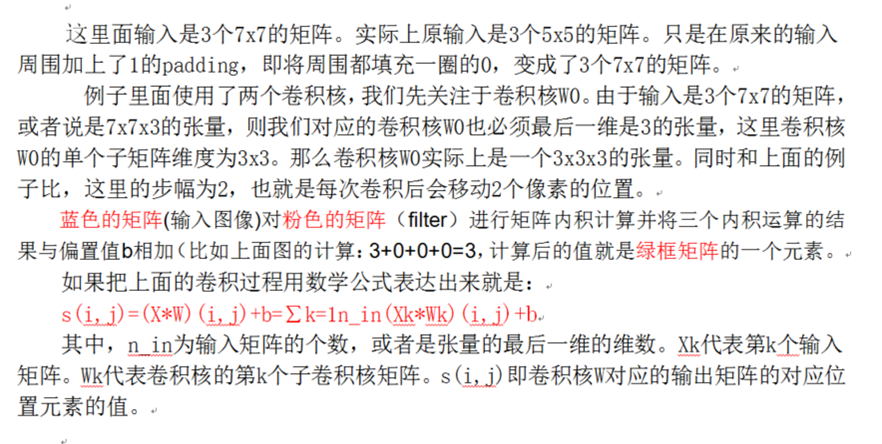 这里面输入是3个7x7的矩阵。实际上原输入是3个5x5的矩阵。只是在原来的输入
周围加上了1的padding，即将周围都填充一圈的0，变成了3个7x7的矩阵。
例子里面使用了两个卷积核，我们先关注于卷积核W0。由于输入是3个7x7的矩阵，
或者说是7x7x3的张量，则我们对应的卷积核W0也必须最后一维是3的张量，这里卷积核
W0的单个子矩阵维度为3x3。那么卷积核W0实际上是一个3x3x3的张量。同时和上面的例
子比，这里的步幅为2，也就是每次卷积后会移动2个像素的位置。
蓝色的矩阵(输入图像)对粉色的矩阵（filter）进行矩阵内积计算并将三个内积运算的结
果与偏置值b相加（比如上面图的计算：3+0+0+0=3，计算后的值就是绿框矩阵的一个元素。
如果把上面的卷积过程用数学公式表达出来就是：
s(i,j)=(X*W)(i,j)+b=∑k=1n_in(Xk*Wk)(i,j)+b
其中，n_in为输入矩阵的个数，或者是张量的最后一维的维数。Xk代表第k个输入
矩阵。Wk代表卷积核的第k个子卷积核矩阵。s(i,j)即卷积核W对应的输出矩阵的对应位
置元素的值。